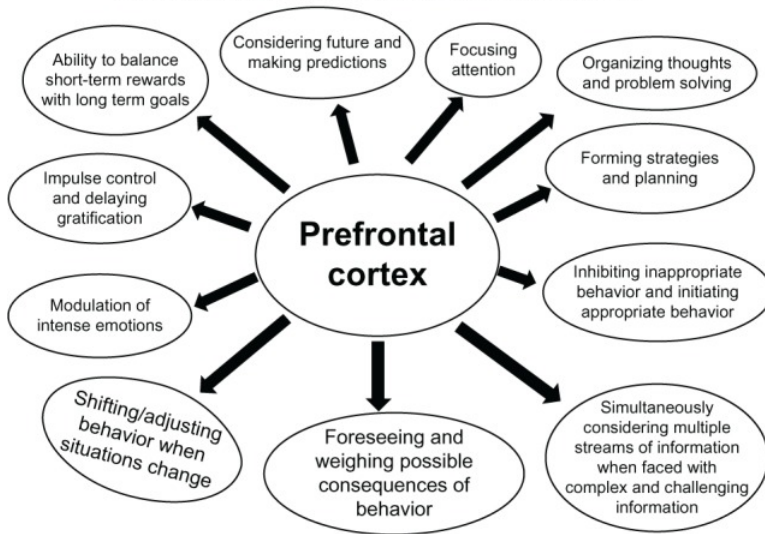 Ability to balance
short-term rewards
with long term goals
Considering future and
making predictions
Focusing
attention
Organizing thoughts
and problem solving
Impulse control
and delaying
gratification
Forming strategies
and planning
Prefrontal
cortex
Modulation of
intense emotions
Inhibiting inappropriate
behavior and initiating
appropriate behavior
Shifting/adjusting
behavior when
situations change
Foreseeing and
weighing possible
consequences of
behavior
Simultaneously
considering multiple
streams of information
when faced with
complex and challenging
information